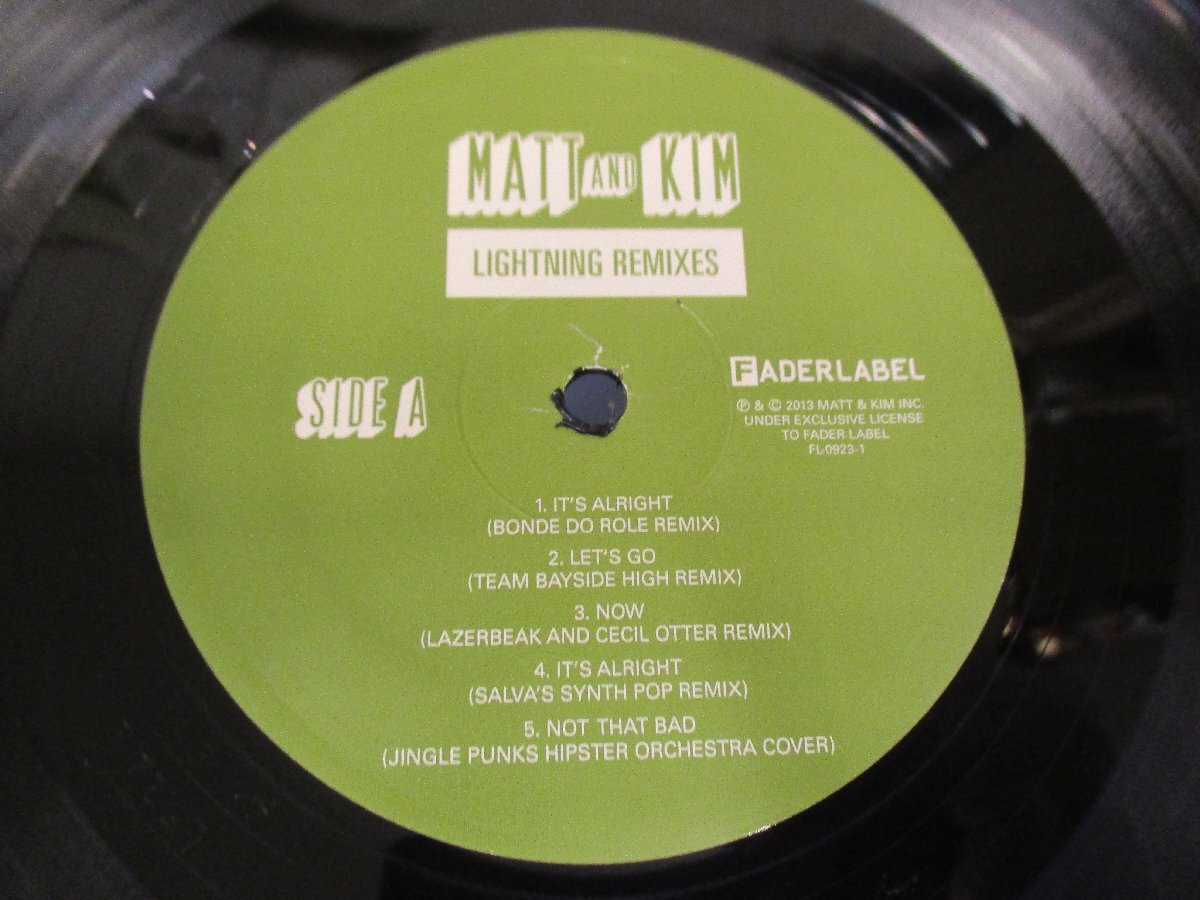 MATT AND KIM
LIGHTNING REMIXES
SIDE A
FADERLABEL
℗ & © 2013 MATT & KIM INC.
UNDER EXCLUSIVE LICENSE
TO FADER LABEL
FL-0923-1
1. IT'S ALRIGHT
(BONDE DO ROLE REMIX)
2. LET'S GO
(TEAM BAYSIDE HIGH REMIX)
3. NOW
(LAZERBEAK AND CECIL OTTER REMIX)
4. IT'S ALRIGHT
(SALVA'S SYNTH POP REMIX)
5. NOT THAT BAD
(JINGLE PUNKS HIPSTER ORCHESTRA COVER)